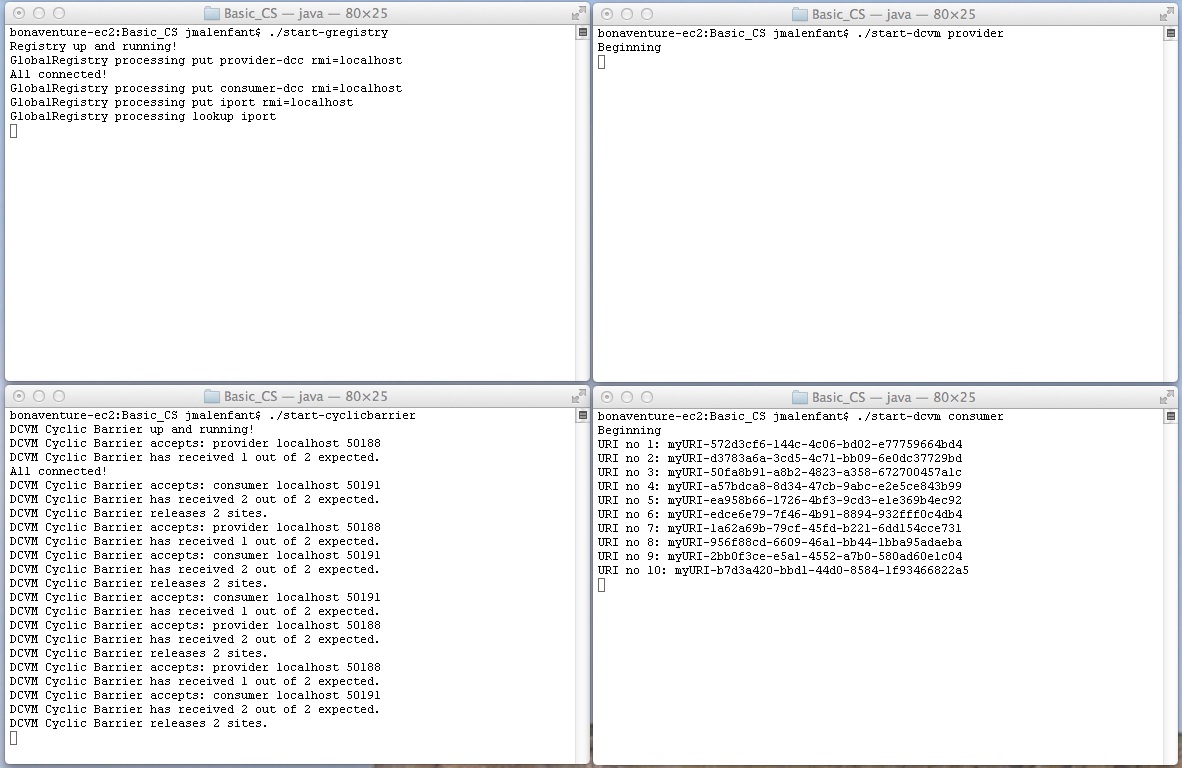 Basic_CS — java — 80×25
bonaventure-ec2:Basic_CS jmalenfant$ ./start-gregistry
Registry up and running!
GlobalRegistry processing put provider-dcc rmi=localhost
All connected!
GlobalRegistry processing put consumer-dcc rmi=localhost
GlobalRegistry processing put iport rmi=localhost
GlobalRegistry processing lookup iport
Basic_CS — java — 80×25
bonaventure-ec2:Basic_CS jmalenfant$ ./start-dcvm provider
Beginning
Basic_CS — java — 80×25
bonaventure-ec2:Basic_CS jmalenfant$ ./start-cyclicbarrier
DCVM Cyclic Barrier up and running!
DCVM Cyclic Barrier accepts: provider localhost 50188
DCVM Cyclic Barrier has received 1 out of 2 expected.
All connected!
DCVM Cyclic Barrier accepts: consumer localhost 50191
DCVM Cyclic Barrier has received 2 out of 2 expected.
DCVM Cyclic Barrier releases 2 sites.
DCVM Cyclic Barrier accepts: provider localhost 50188
DCVM Cyclic Barrier has received 1 out of 2 expected.
DCVM Cyclic Barrier accepts: consumer localhost 50191
DCVM Cyclic Barrier has received 2 out of 2 expected.
DCVM Cyclic Barrier releases 2 sites.
DCVM Cyclic Barrier accepts: consumer localhost 50191
DCVM Cyclic Barrier has received 1 out of 2 expected.
DCVM Cyclic Barrier accepts: provider localhost 50188
DCVM Cyclic Barrier has received 2 out of 2 expected.
DCVM Cyclic Barrier releases 2 sites.
DCVM Cyclic Barrier accepts: provider localhost 50188
DCVM Cyclic Barrier has received 1 out of 2 expected.
DCVM Cyclic Barrier accepts: consumer localhost 50191
DCVM Cyclic Barrier has received 2 out of 2 expected.
DCVM Cyclic Barrier releases 2 sites.
Basic_CS — java — 80×25
bonaventure-ec2:Basic_CS jmalenfant$ ./start-dcvm consumer
Beginning
URI no 1: myURI-572d3cf6-144c-4c06-bd02-e77759664bd4
URI no 2: myURI-d3783a6a-3cd5-4c71-bb09-6e0dc37729bd
URI no 3: myURI-50fa8b91-a8b2-4823-a358-672700457a1c
URI no 4: myURI-a57bdca8-8d34-47cb-9abc-e2e5ce843b99
URI no 5: myURI-ea958b66-1726-4bf3-9cd3-e1e369b4ec92
URI no 6: myURI-edce6e79-7f46-4b91-8894-932fff0c4db4
URI no 7: myURI-1a62a69b-79cf-45fd-b221-6dd154cce731
URI no 8: myURI-956f88cd-6609-46a1-bb44-1bba95adaeba
URI no 9: myURI-2bb0f3ce-e5a1-4552-a7b0-580ad60e1c04
URI no 10: myURI-b7d3a420-bbd1-44d0-8584-1f93466822a5